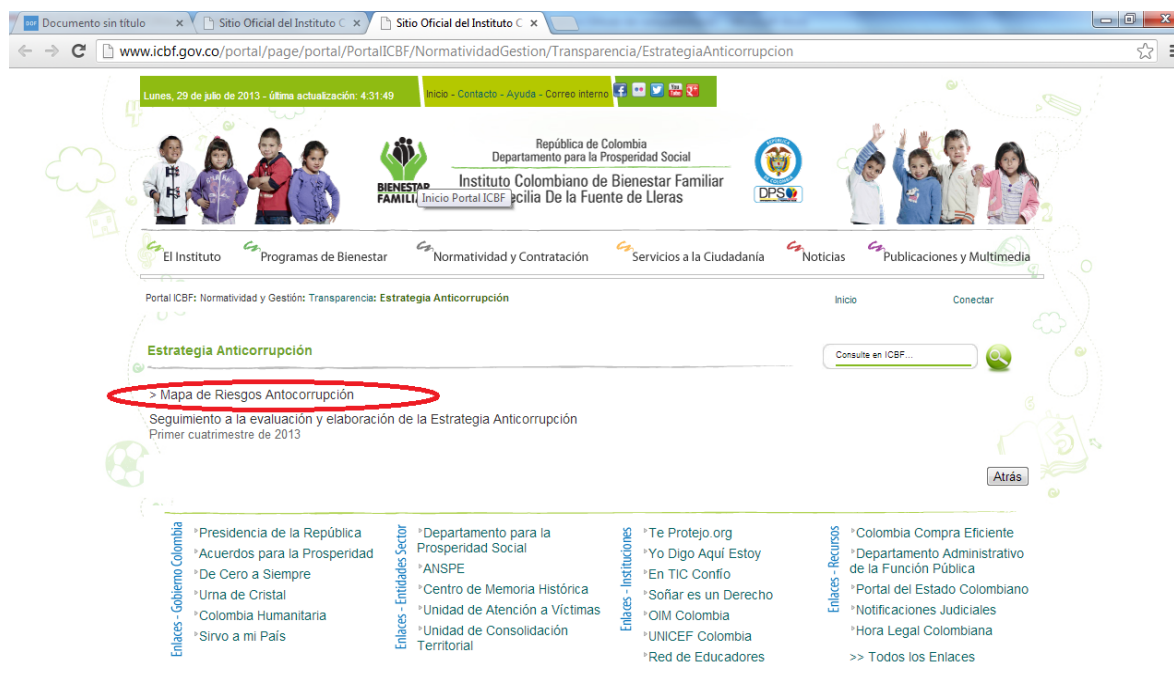 Documento sin título
Sitio Oficial del Instituto C
Sitio Oficial del Instituto C
www.icbf.gov.co/portal/page/portal/PortalICBF/NormatividadGestion/Transparencia/EstrategiaAnticorrupcion
Lunes, 29 de julio de 2013 - última actualización: 4:31:49
Inicio - Contacto - Ayuda - Correo interno
República de Colombia
Departamento para la Prosperidad Social
Instituto Colombiano de Bienestar Familiar
Cecilia De la Fuente de Lleras
BIENESTAR
FAMILIAR
Inicio Portal ICBF
DPS
El Instituto
Programas de Bienestar
Normatividad y Contratación
Servicios a la Ciudadanía
Noticias
Publicaciones y Multimedia
Portal ICBF: Normatividad y Gestión: Transparencia: Estrategia Anticorrupción
Inicio
Conectar
Estrategia Anticorrupción
Consulte en ICBF...
> Mapa de Riesgos Antocorrupción
Seguimiento a la evaluación y elaboración de la Estrategia Anticorrupción
Primer cuatrimestre de 2013
Atrás
Enlaces - Gobierno Colombia
Presidencia de la República
Acuerdos para la Prosperidad
De Cero a Siempre
Urna de Cristal
Colombia Humanitaria
Sirvo a mi País
Enlaces - Entidades Sector
Departamento para la
Prosperidad Social
ANSPE
Centro de Memoria Histórica
Unidad de Atención a Víctimas
Unidad de Consolidación
Territorial
Enlaces - Instituciones
Te Protejo.org
Yo Digo Aquí Estoy
En TIC Confío
Soñar es un Derecho
OIM Colombia
UNICEF Colombia
Red de Educadores
Enlaces - Recursos
Colombia Compra Eficiente
Departamento Administrativo
de la Función Pública
Portal del Estado Colombiano
Notificaciones Judiciales
Hora Legal Colombiana
>> Todos los Enlaces